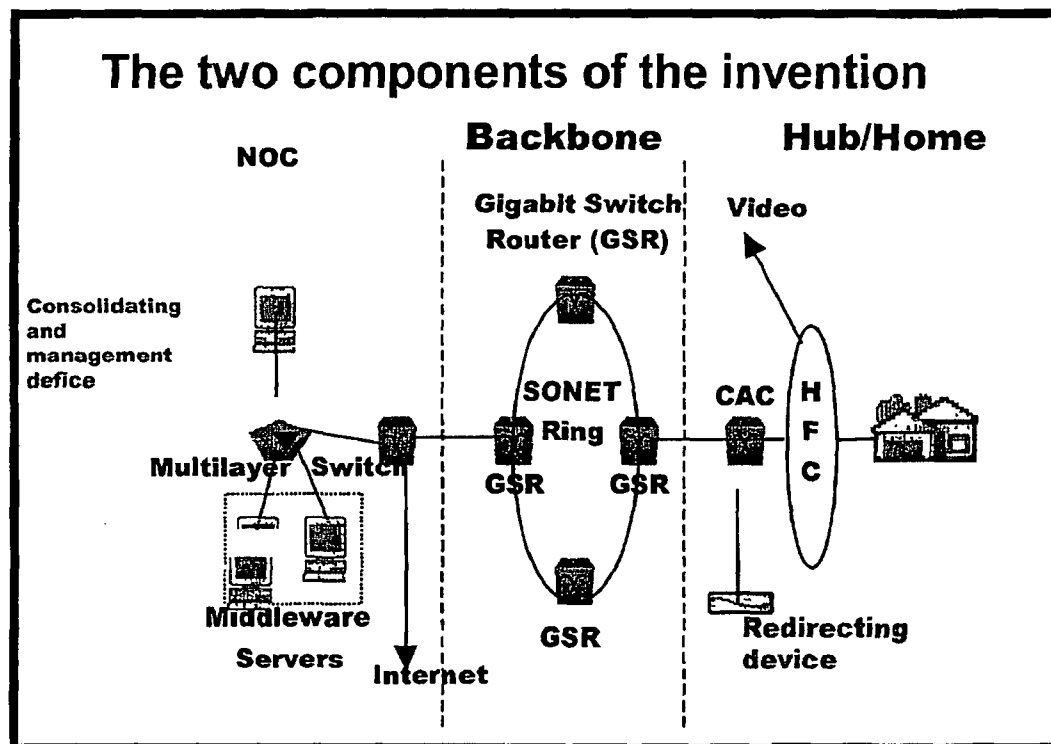 The two components of the invention
NOC
Backbone
Hub/Home
Gigabit Switch
Router (GSR)
Video
Consolidating
and
management
defice
SONET
Ring
CAC
H
F
C
Multilayer Switch
GSR
GSR
Middleware
Servers
GSR
Internet
Redirecting
device